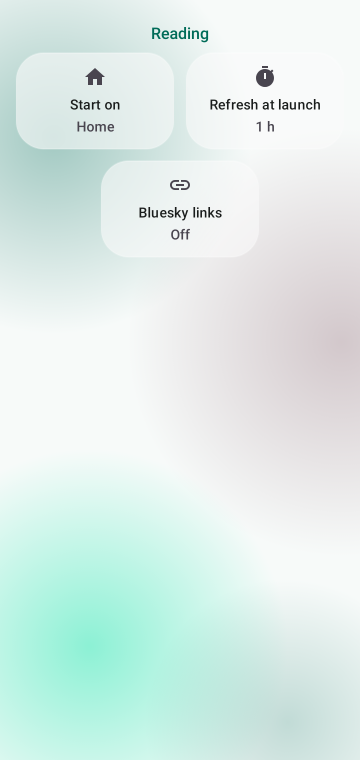 Reading
Start on
Home
Refresh at launch
1 h
Bluesky links
Off